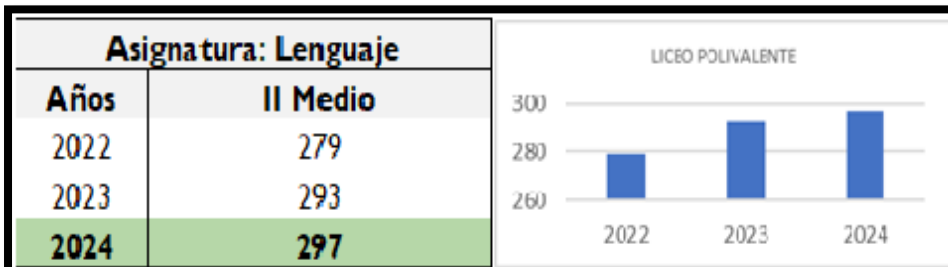 Asignatura: Lenguaje
Años II Medio
2022 279
2023 293
2024 297
LICEO POLIVALENTE
300
280
260
2022 2023 2024